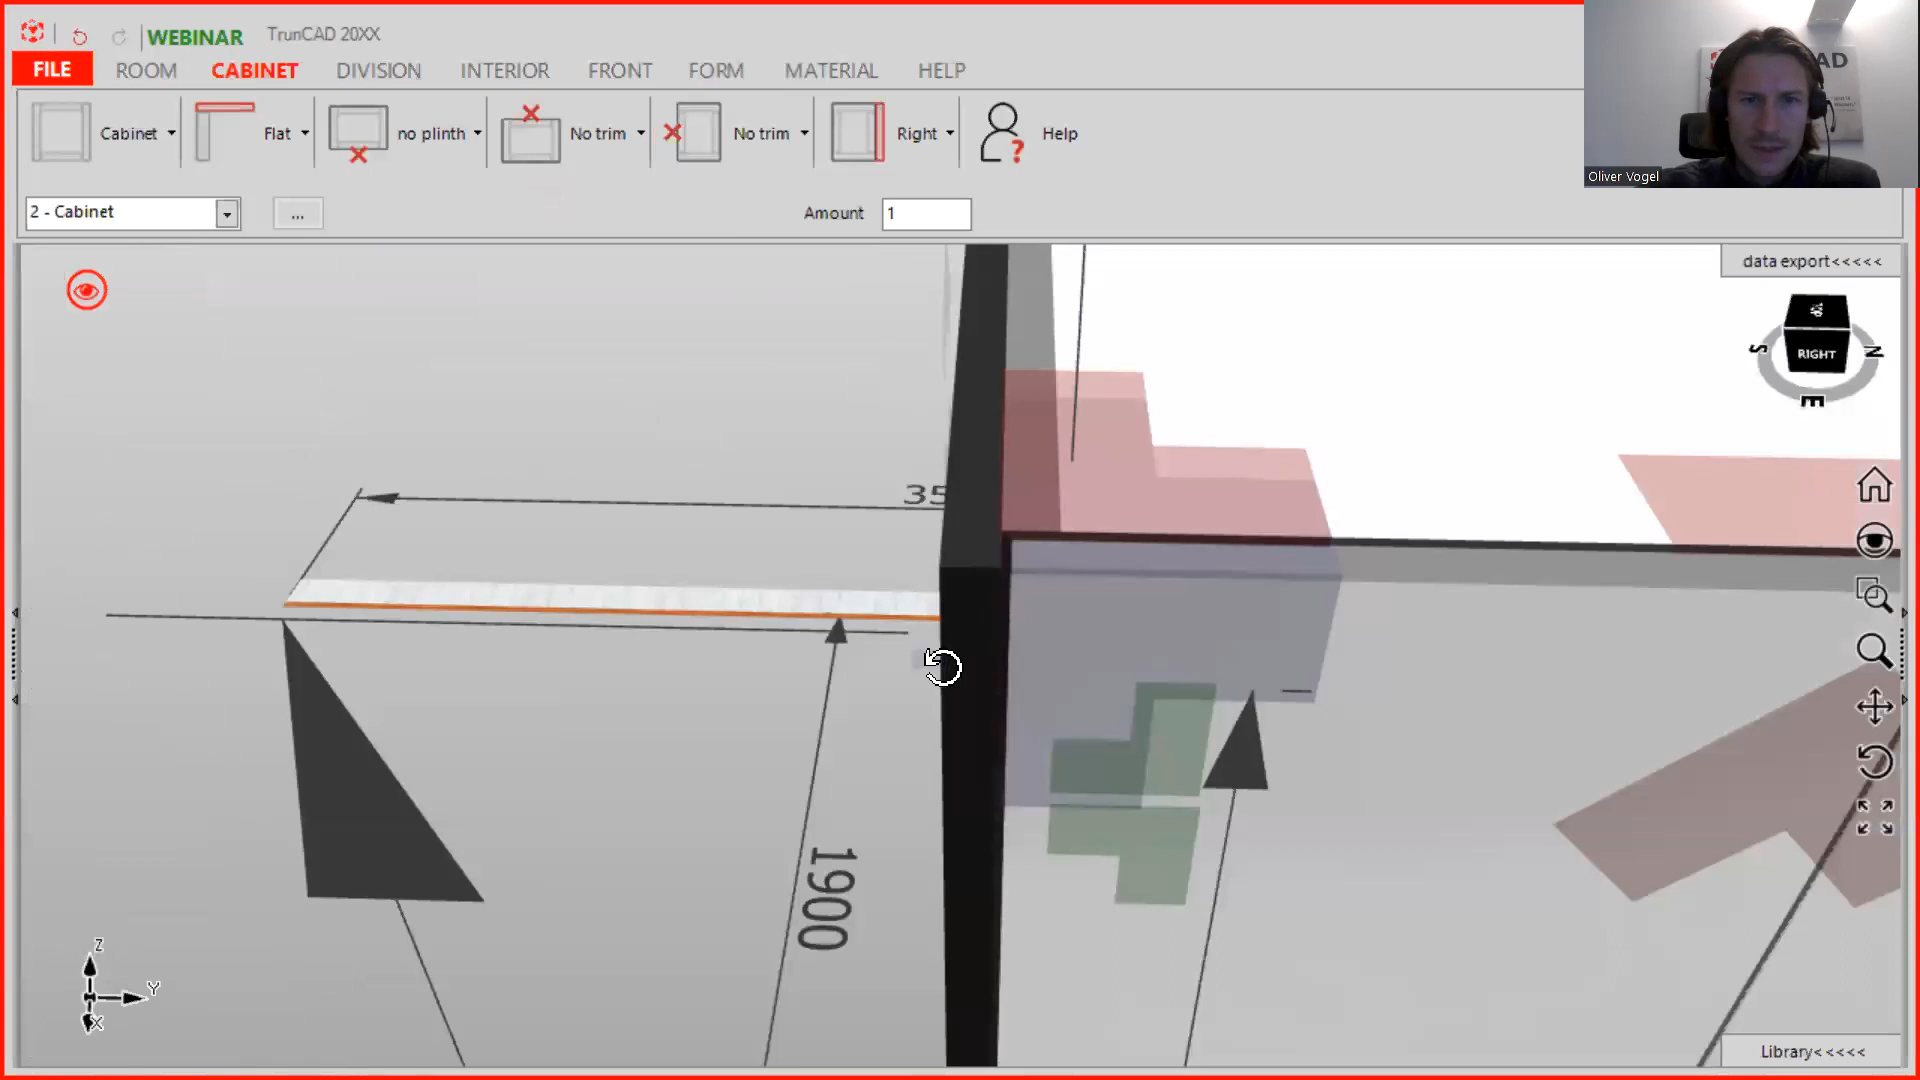 WEBINAR TrunCAD 20XX
FILE ROOM CABINET DIVISION INTERIOR FRONT FORM MATERIAL HELP
Cabinet Flat no plinth No trim No trim Right Help
2 - Cabinet ... Amount 1
Oliver Vogel
data export<<<<<
RIGHT
S N
E
35
1900
Z
Y
X
Library<<<<<